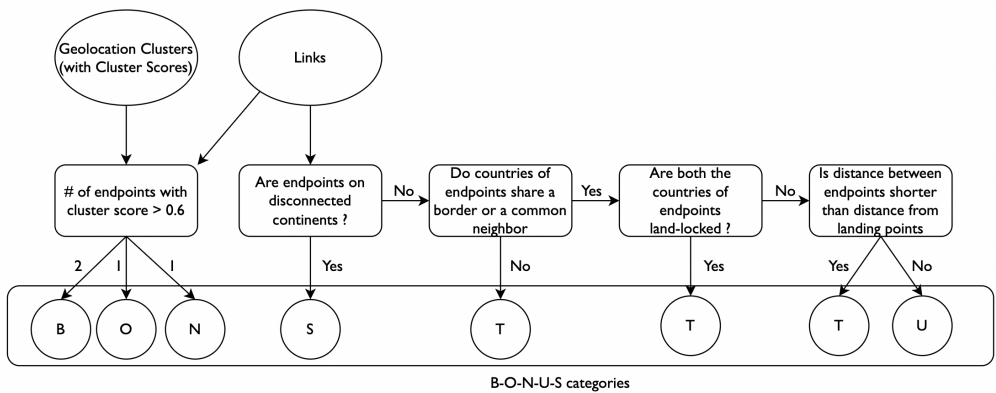 Geolocation Clusters
(with Cluster Scores)
Links
# of endpoints with
cluster score > 0.6
Are endpoints on
disconnected
continents ?
No
Do countries of
endpoints share a
border or a common
neighbor
Yes
Are both the
countries of
endpoints
land-locked ?
No
Is distance between
endpoints shorter
than distance from
landing points
2
1
1
Yes
No
Yes
Yes
No
B
O
N
S
T
T
T
U
B-O-N-U-S categories